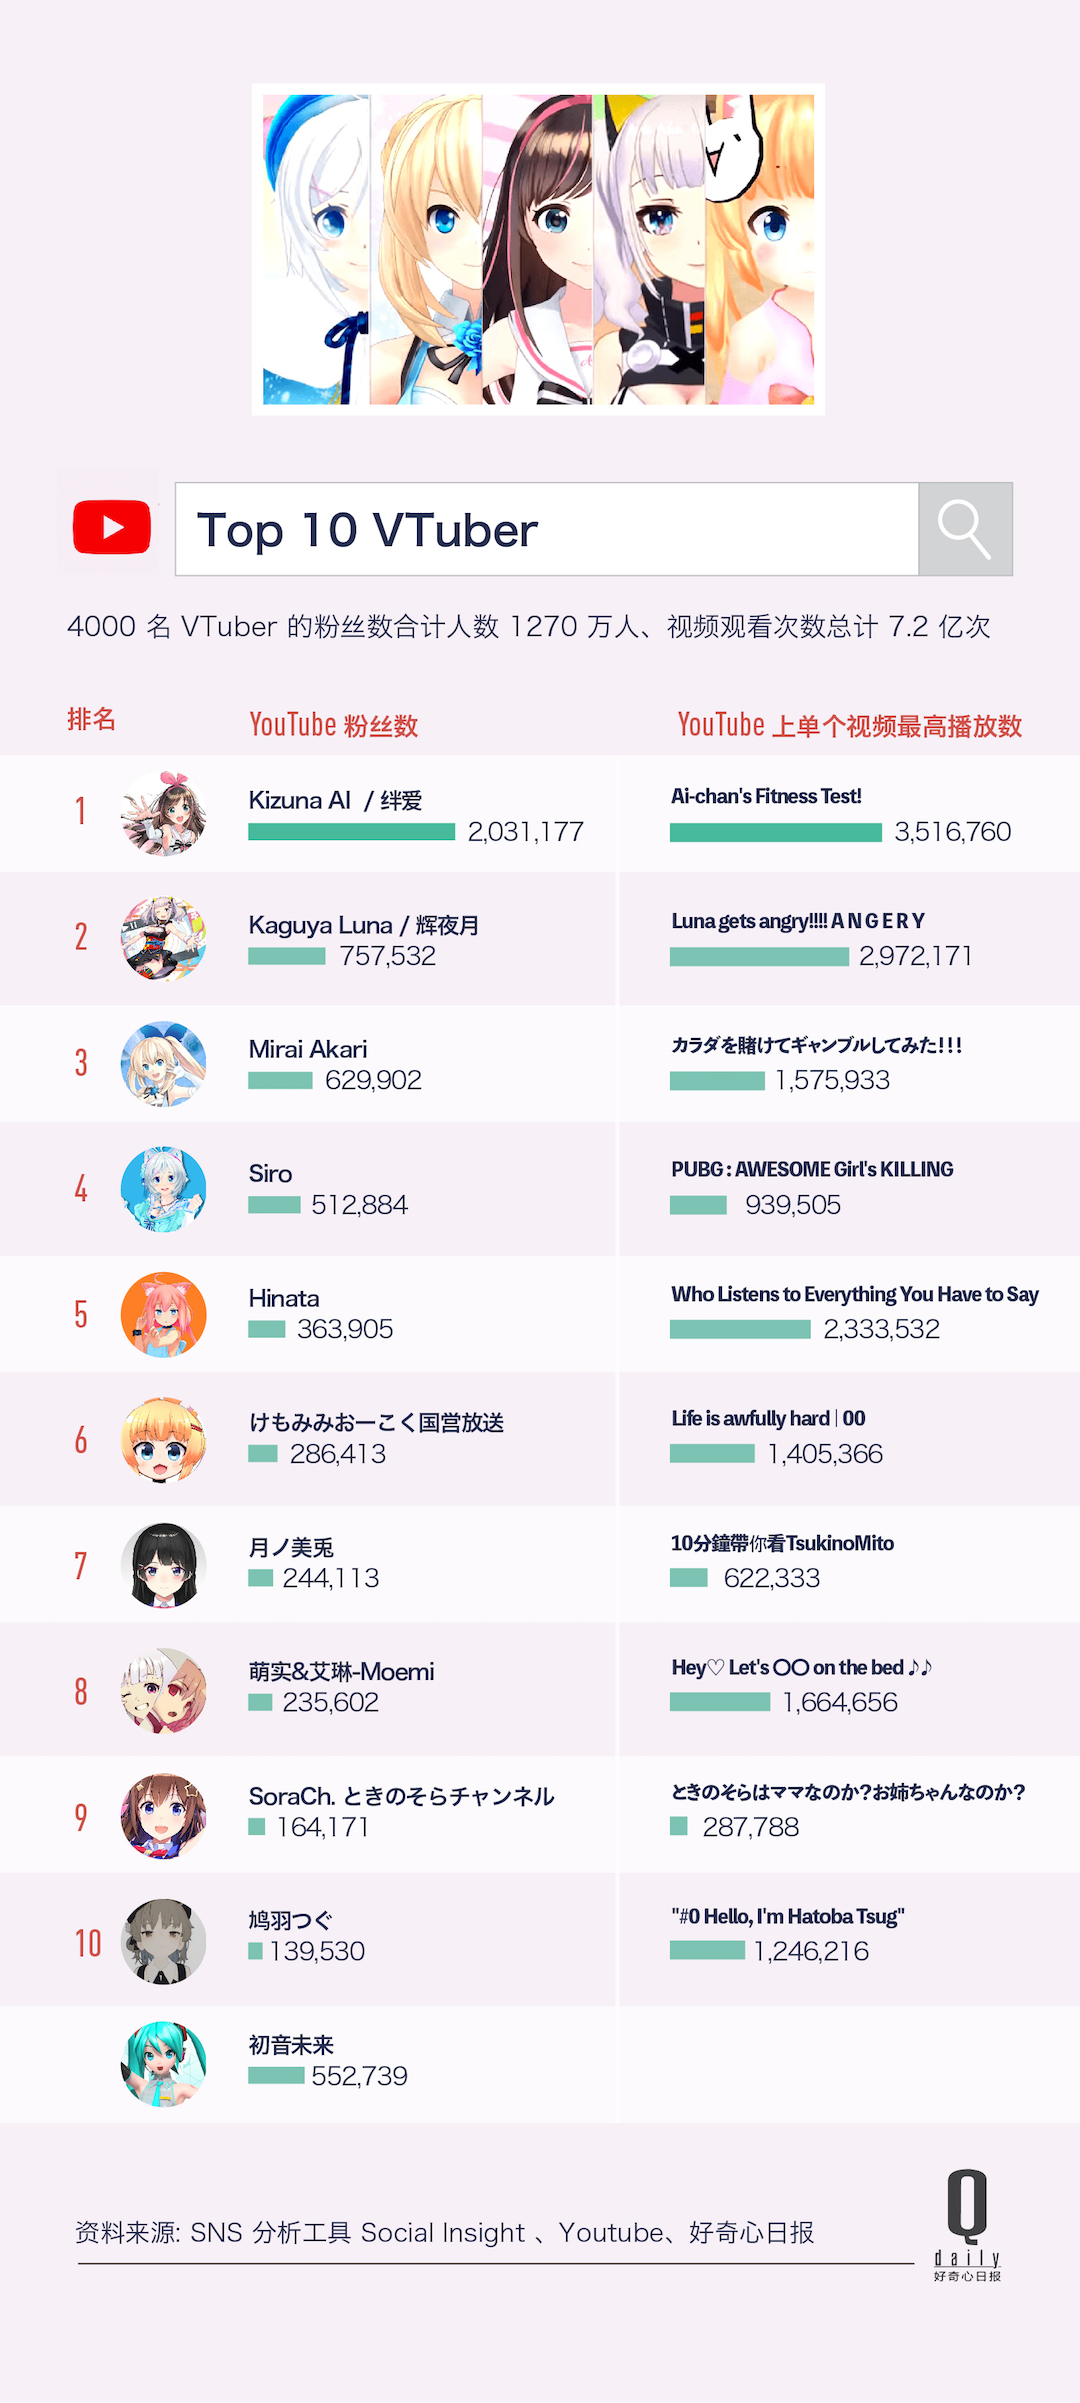 Top 10 VTuber
4000 名 VTuber 的粉丝数合计人数 1270 万人、视频观看次数总计 7.2 亿次
排名
YouTube 粉丝数
YouTube 上单个视频最高播放数
1
Kizuna AI / 绊爱
2,031,177
Ai-chan's Fitness Test!
3,516,760
2
Kaguya Luna / 辉夜月
757,532
Luna gets angry!!!! A N G E R Y
2,972,171
3
Mirai Akari
629,902
カラダを賭けてギャンブルしてみた!!!
1,575,933
4
Siro
512,884
PUBG : AWESOME Girl's KILLING
939,505
5
Hinata
363,905
Who Listens to Everything You Have to Say
2,333,532
6
けもみみおーこく国営放送
286,413
Life is awfully hard | 00
1,405,366
7
月ノ美兎
244,113
10分鐘帶你看TsukinoMito
622,333
8
萌实&艾琳-Moemi
235,602
Hey♡ Let's 〇〇 on the bed ♪♪
1,664,656
9
SoraCh. ときのそらチャンネル
164,171
ときのそらはママなのか?お姉ちゃんなのか?
287,788
10
鸠羽つぐ
139,530
"#0 Hello, I'm Hatoba Tsug"
1,246,216
初音未来
552,739
资料来源: SNS 分析工具 Social Insight 、Youtube、好奇心日报
Q
daily
好奇心日报